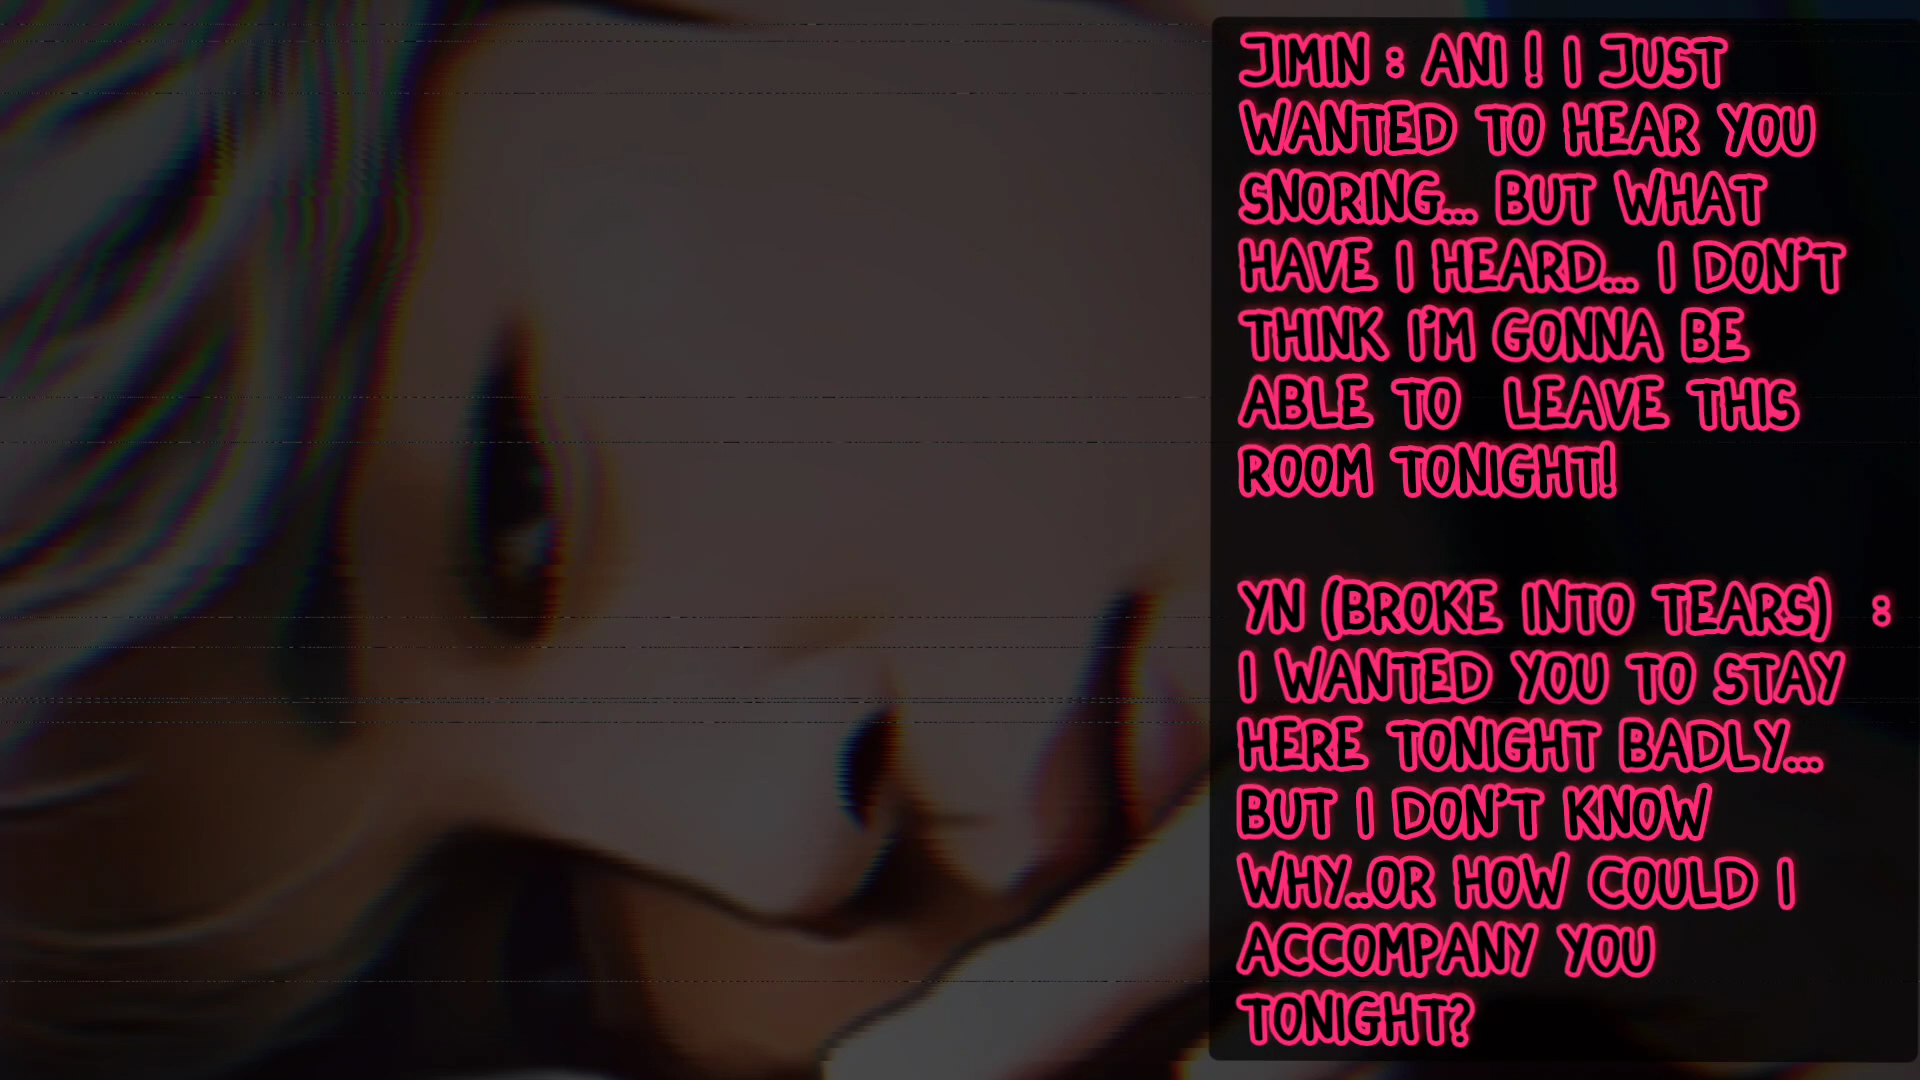 JIMIN : ANI ! I JUST
WANTED TO HEAR YOU
SNORING... BUT WHAT
HAVE I HEARD... I DON'T
THINK I'M GONNA BE
ABLE TO LEAVE THIS
ROOM TONIGHT!
YN (BROKE INTO TEARS) :
I WANTED YOU TO STAY
HERE TONIGHT BADLY...
BUT I DON'T KNOW
WHY..OR HOW COULD I
ACCOMPANY YOU
TONIGHT?